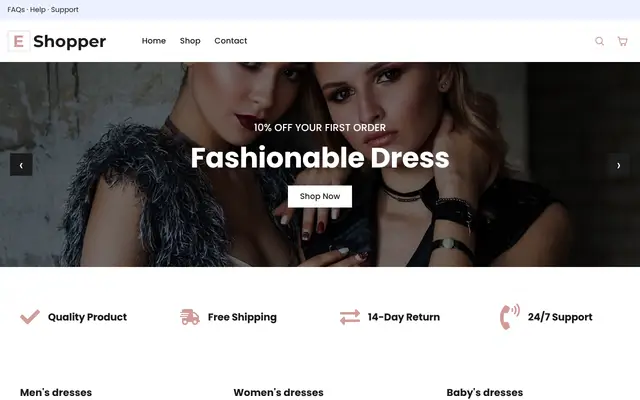 FAQs · Help · Support
E Shopper
Home Shop Contact
10% OFF YOUR FIRST ORDER
Fashionable Dress
‹ ›
Shop Now
Quality Product Free Shipping 14-Day Return 24/7 Support
Men's dresses Women's dresses Baby's dresses